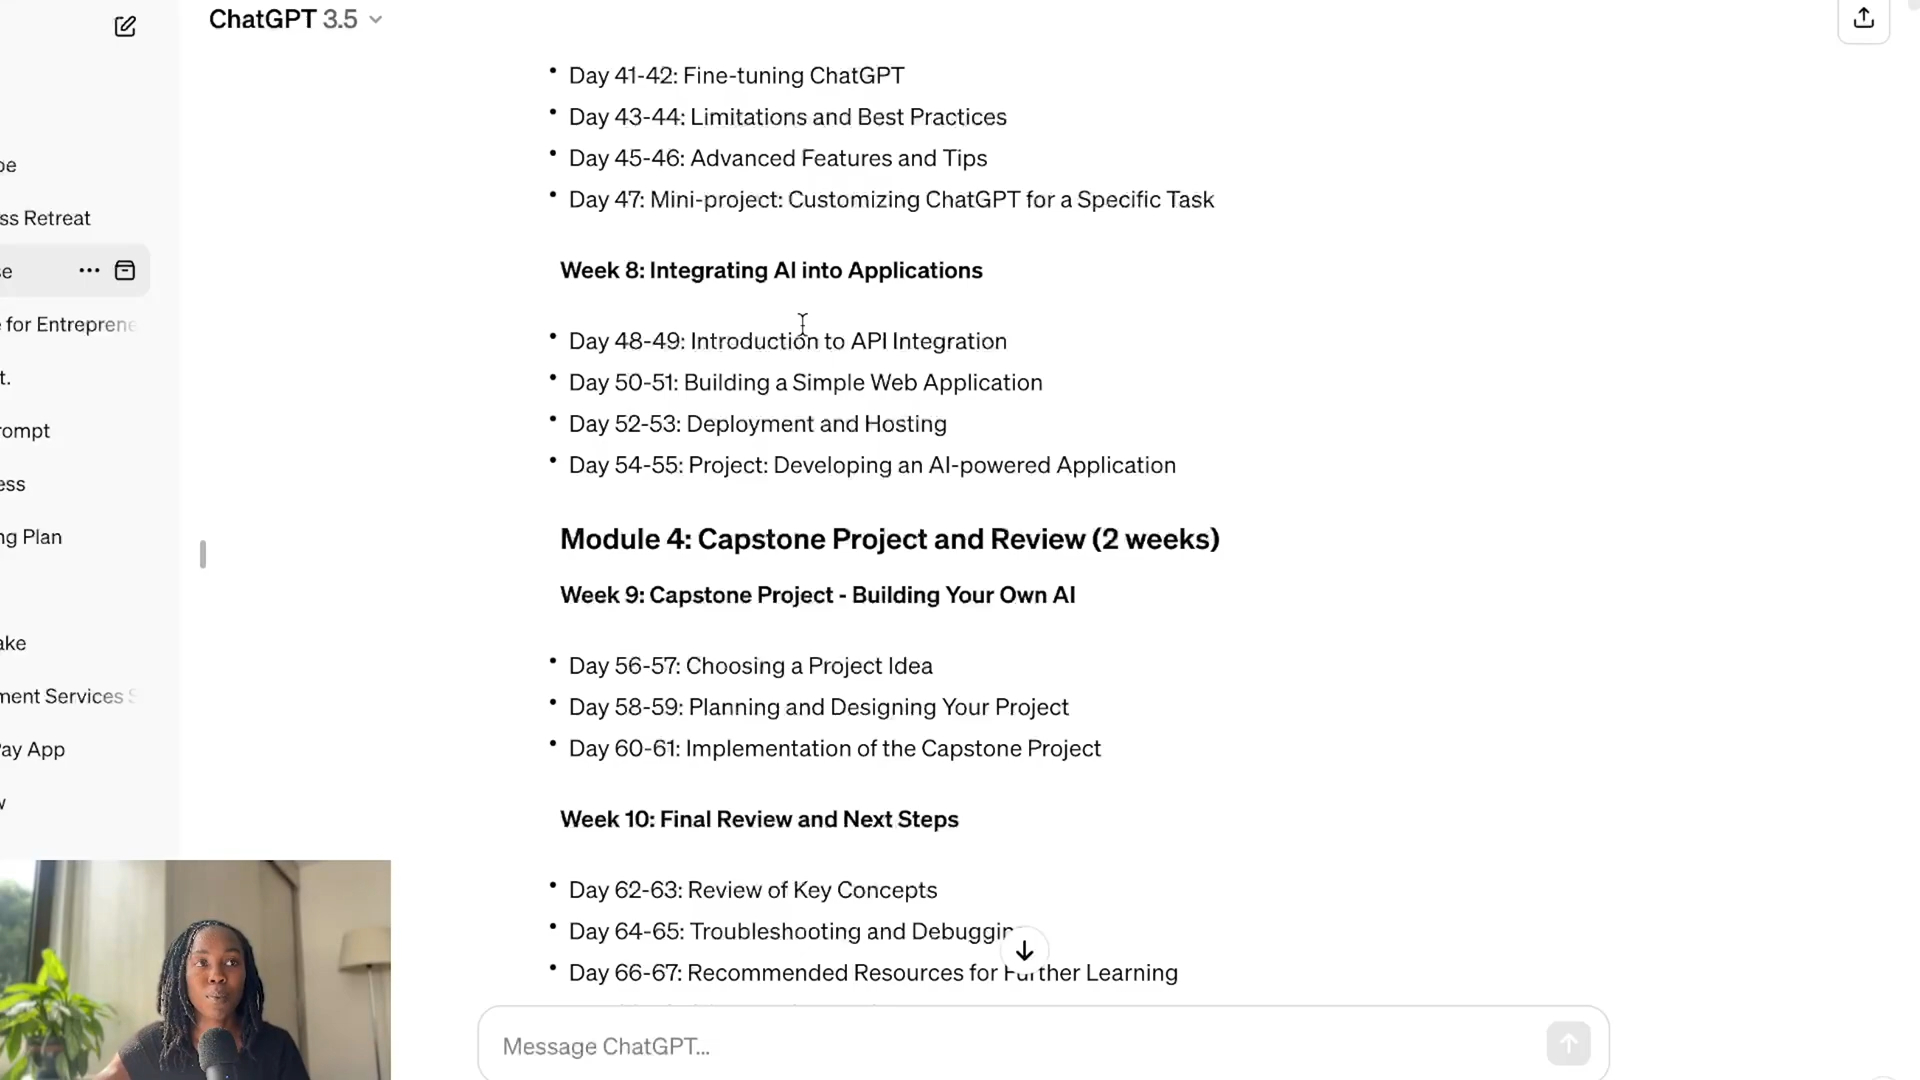 ChatGPT 3.5
Day 41-42: Fine-tuning ChatGPT
Day 43-44: Limitations and Best Practices
Day 45-46: Advanced Features and Tips
Day 47: Mini-project: Customizing ChatGPT for a Specific Task
Week 8: Integrating AI into Applications
Day 48-49: Introduction to API Integration
Day 50-51: Building a Simple Web Application
Day 52-53: Deployment and Hosting
Day 54-55: Project: Developing an AI-powered Application
Module 4: Capstone Project and Review (2 weeks)
Week 9: Capstone Project - Building Your Own AI
Day 56-57: Choosing a Project Idea
Day 58-59: Planning and Designing Your Project
Day 60-61: Implementation of the Capstone Project
Week 10: Final Review and Next Steps
Day 62-63: Review of Key Concepts
Day 64-65: Troubleshooting and Debuggin
Day 66-67: Recommended Resources for Further Learning
Message ChatGPT...
pe
ss Retreat
se
e for Entreprene
t.
rompt
ess
ng Plan
ake
ment Services S
Pay App
w